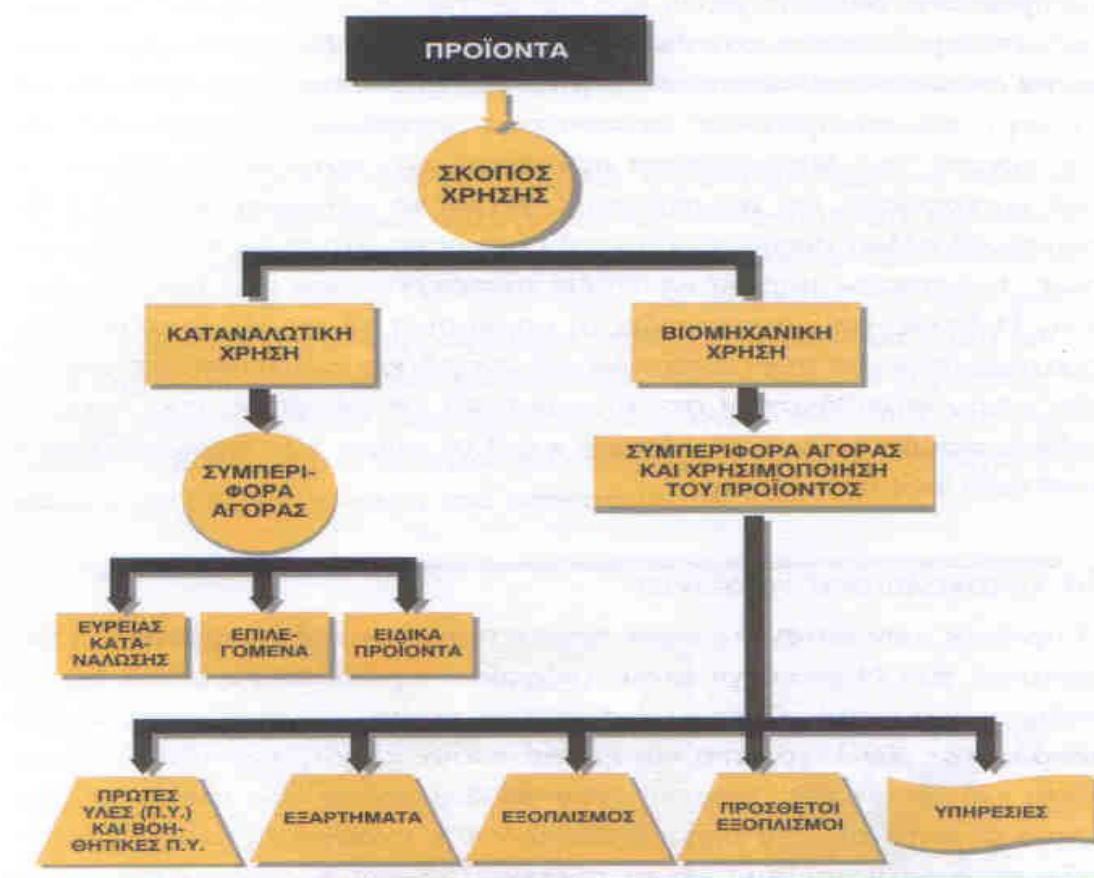 ΠΡΟΪΟΝΤΑ
ΣΚΟΠΟΣ
ΧΡΗΣΗΣ
ΚΑΤΑΝΑΛΩΤΙΚΗ
ΧΡΗΣΗ
ΒΙΟΜΗΧΑΝΙΚΗ
ΧΡΗΣΗ
ΣΥΜΠΕΡΙ-
ΦΟΡΑ
ΑΓΟΡΑΣ
ΣΥΜΠΕΡΙΦΟΡΑ ΑΓΟΡΑΣ
ΚΑΙ ΧΡΗΣΙΜΟΠΟΙΗΣΗ
ΤΟΥ ΠΡΟΪΟΝΤΟΣ
ΕΥΡΕΙΑΣ
ΚΑΤΑ-
ΝΑΛΩΣΗΣ
ΕΠΙΛΕ-
ΓΟΜΕΝΑ
ΕΙΔΙΚΑ
ΠΡΟΪΟΝΤΑ
ΠΡΩΤΕΣ
ΥΛΕΣ (Π.Υ.)
ΚΑΙ ΒΟΗ-
ΘΗΤΙΚΕΣ Π.Υ.
ΕΞΑΡΤΗΜΑΤΑ
ΕΞΟΠΛΙΣΜΟΣ
ΠΡΟΣΘΕΤΟΙ
ΕΞΟΠΛΙΣΜΟΙ
ΥΠΗΡΕΣΙΕΣ